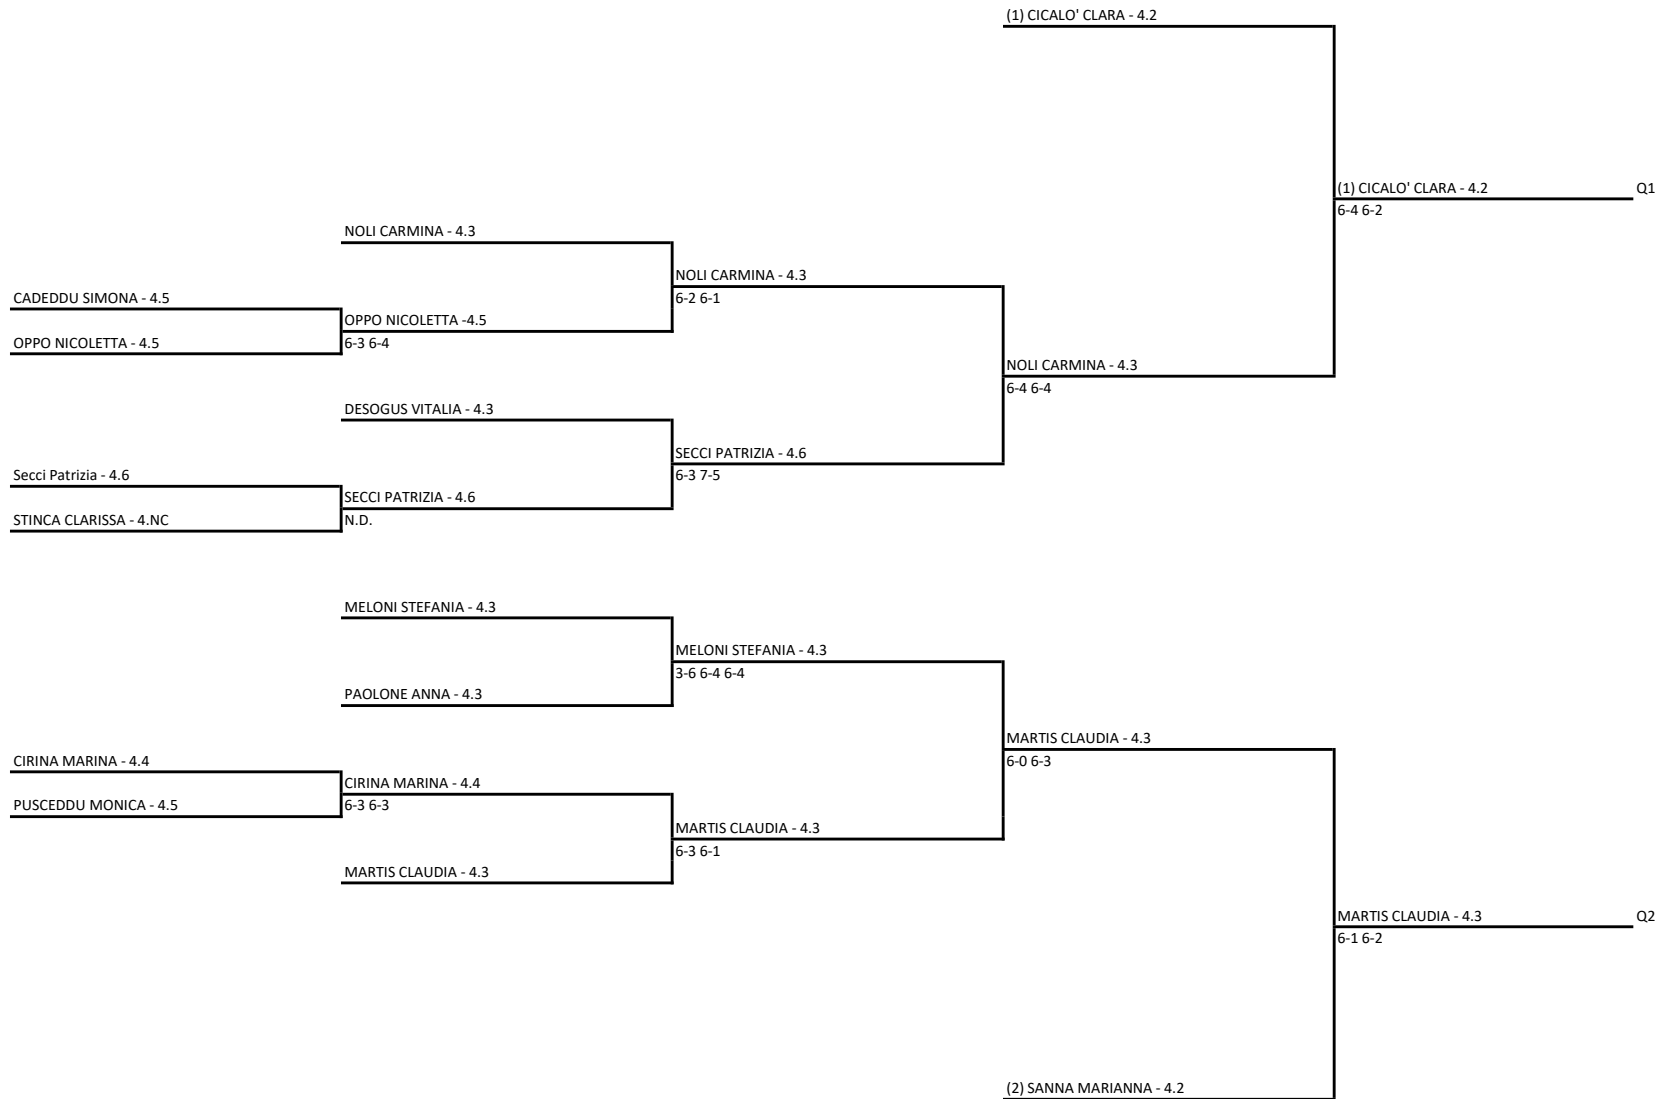 (1) CICALO' CLARA - 4.2
(1) CICALO' CLARA - 4.2
Q1
6-4 6-2
NOLI CARMINA - 4.3
NOLI CARMINA - 4.3
6-2 6-1
CADEDDU SIMONA - 4.5
OPPO NICOLETTA -4.5
6-3 6-4
OPPO NICOLETTA - 4.5
NOLI CARMINA - 4.3
6-4 6-4
DESOGUS VITALIA - 4.3
SECCI PATRIZIA - 4.6
6-3 7-5
Secci Patrizia - 4.6
SECCI PATRIZIA - 4.6
N.D.
STINCA CLARISSA - 4.NC
MELONI STEFANIA - 4.3
MELONI STEFANIA - 4.3
3-6 6-4 6-4
PAOLONE ANNA - 4.3
MARTIS CLAUDIA - 4.3
6-0 6-3
CIRINA MARINA - 4.4
CIRINA MARINA - 4.4
6-3 6-3
PUSCEDDU MONICA - 4.5
MARTIS CLAUDIA - 4.3
6-3 6-1
MARTIS CLAUDIA - 4.3
MARTIS CLAUDIA - 4.3
Q2
6-1 6-2
(2) SANNA MARIANNA - 4.2